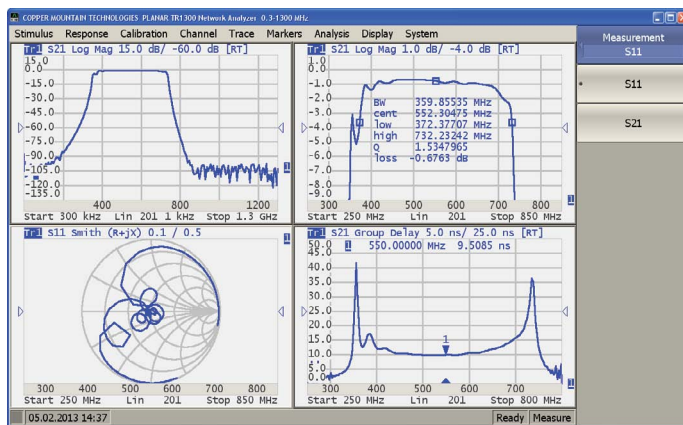 COPPER MOUNTAIN TECHNOLOGIES PLANAR TR1300 Network Analyzer 0.3-1300 MHz
Stimulus Response Calibration Channel Trace Markers Analysis Display System
Measurement
S11
S11
S21
Tr1 S21 Log Mag 15.0 dB/ -60.0 dB [RT]
15.0
0.0
-15.0
-30.0
-45.0
-60.0
-75.0
-90.0
-105.0
-120.0
-135.0
400 800 1200
1
Start 300 kHz Lin 201 1 kHz Stop 1.3 GHz
Tr1 S21 Log Mag 1.0 dB/ -4.0 dB [RT]
0.0
-1.0
-2.0
-3.0
-4.0
-5.0
-6.0
-7.0
-8.0
-9.0
BW 359.85535 MHz
cent 552.30475 MHz
low 372.37707 MHz
high 732.23242 MHz
Q 1.5347965
loss -0.6763 dB
300 400 500 600 700 800
1
Start 250 MHz Lin 201 Stop 850 MHz
Tr1 S11 Smith (R+jX) 0.1 / 0.5
1
300 400 500 600 700 800
Start 250 MHz Lin 201 Stop 850 MHz
Tr1 S21 Group Delay 5.0 ns/ 25.0 ns [RT]
50.0
1 550.00000 MHz 9.5085 ns
45.0
40.0
35.0
30.0
25.0
20.0
15.0
10.0
5.0
0.0
1
300 400 500 600 700
1
Start 250 MHz Lin 201 Stop 800 MHz
05.02.2013 14:37
Ready Measure